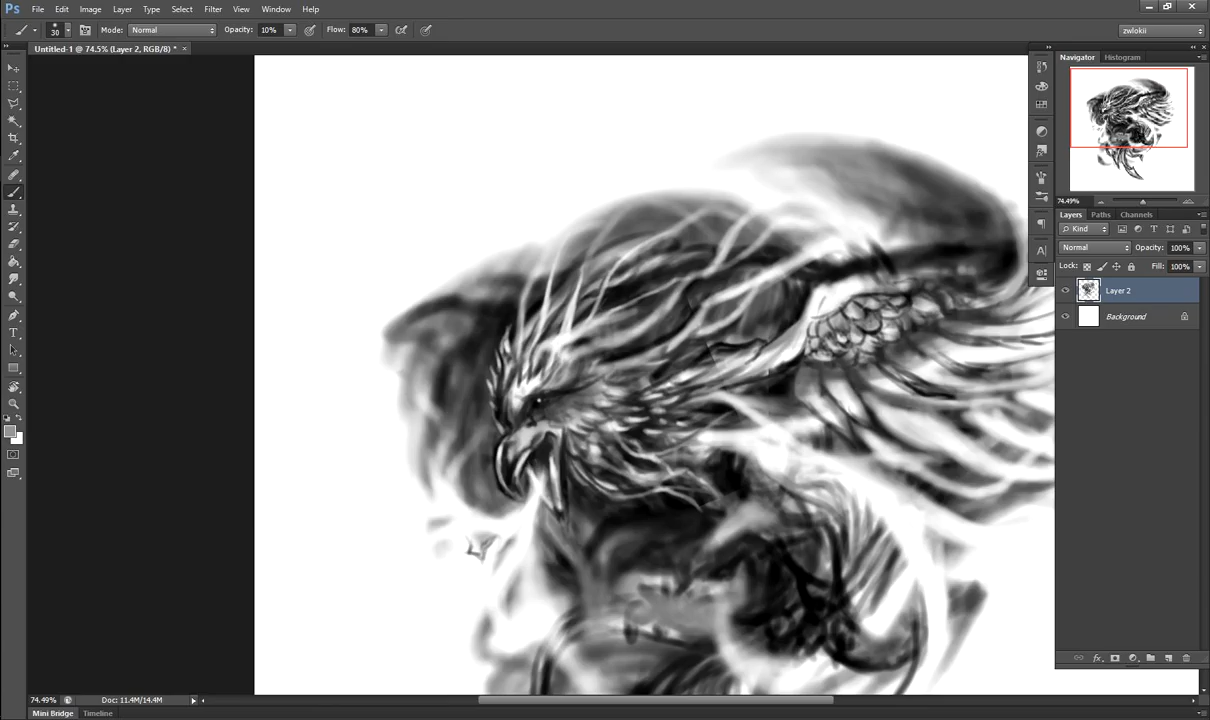 Ps File Edit Image Layer Type Select Filter View Window Help
30 Mode: Normal Opacity: 10% Flow: 80% zwlokii
Untitled-1 @ 74.5% (Layer 2, RGB/8) * ×
Navigator Histogram
74.49%
Layers Paths Channels
Kind
Normal Opacity: 100%
Lock: Fill: 100%
Layer 2
Background
74.49% Doc: 11.4M/14.4M
Mini Bridge Timeline